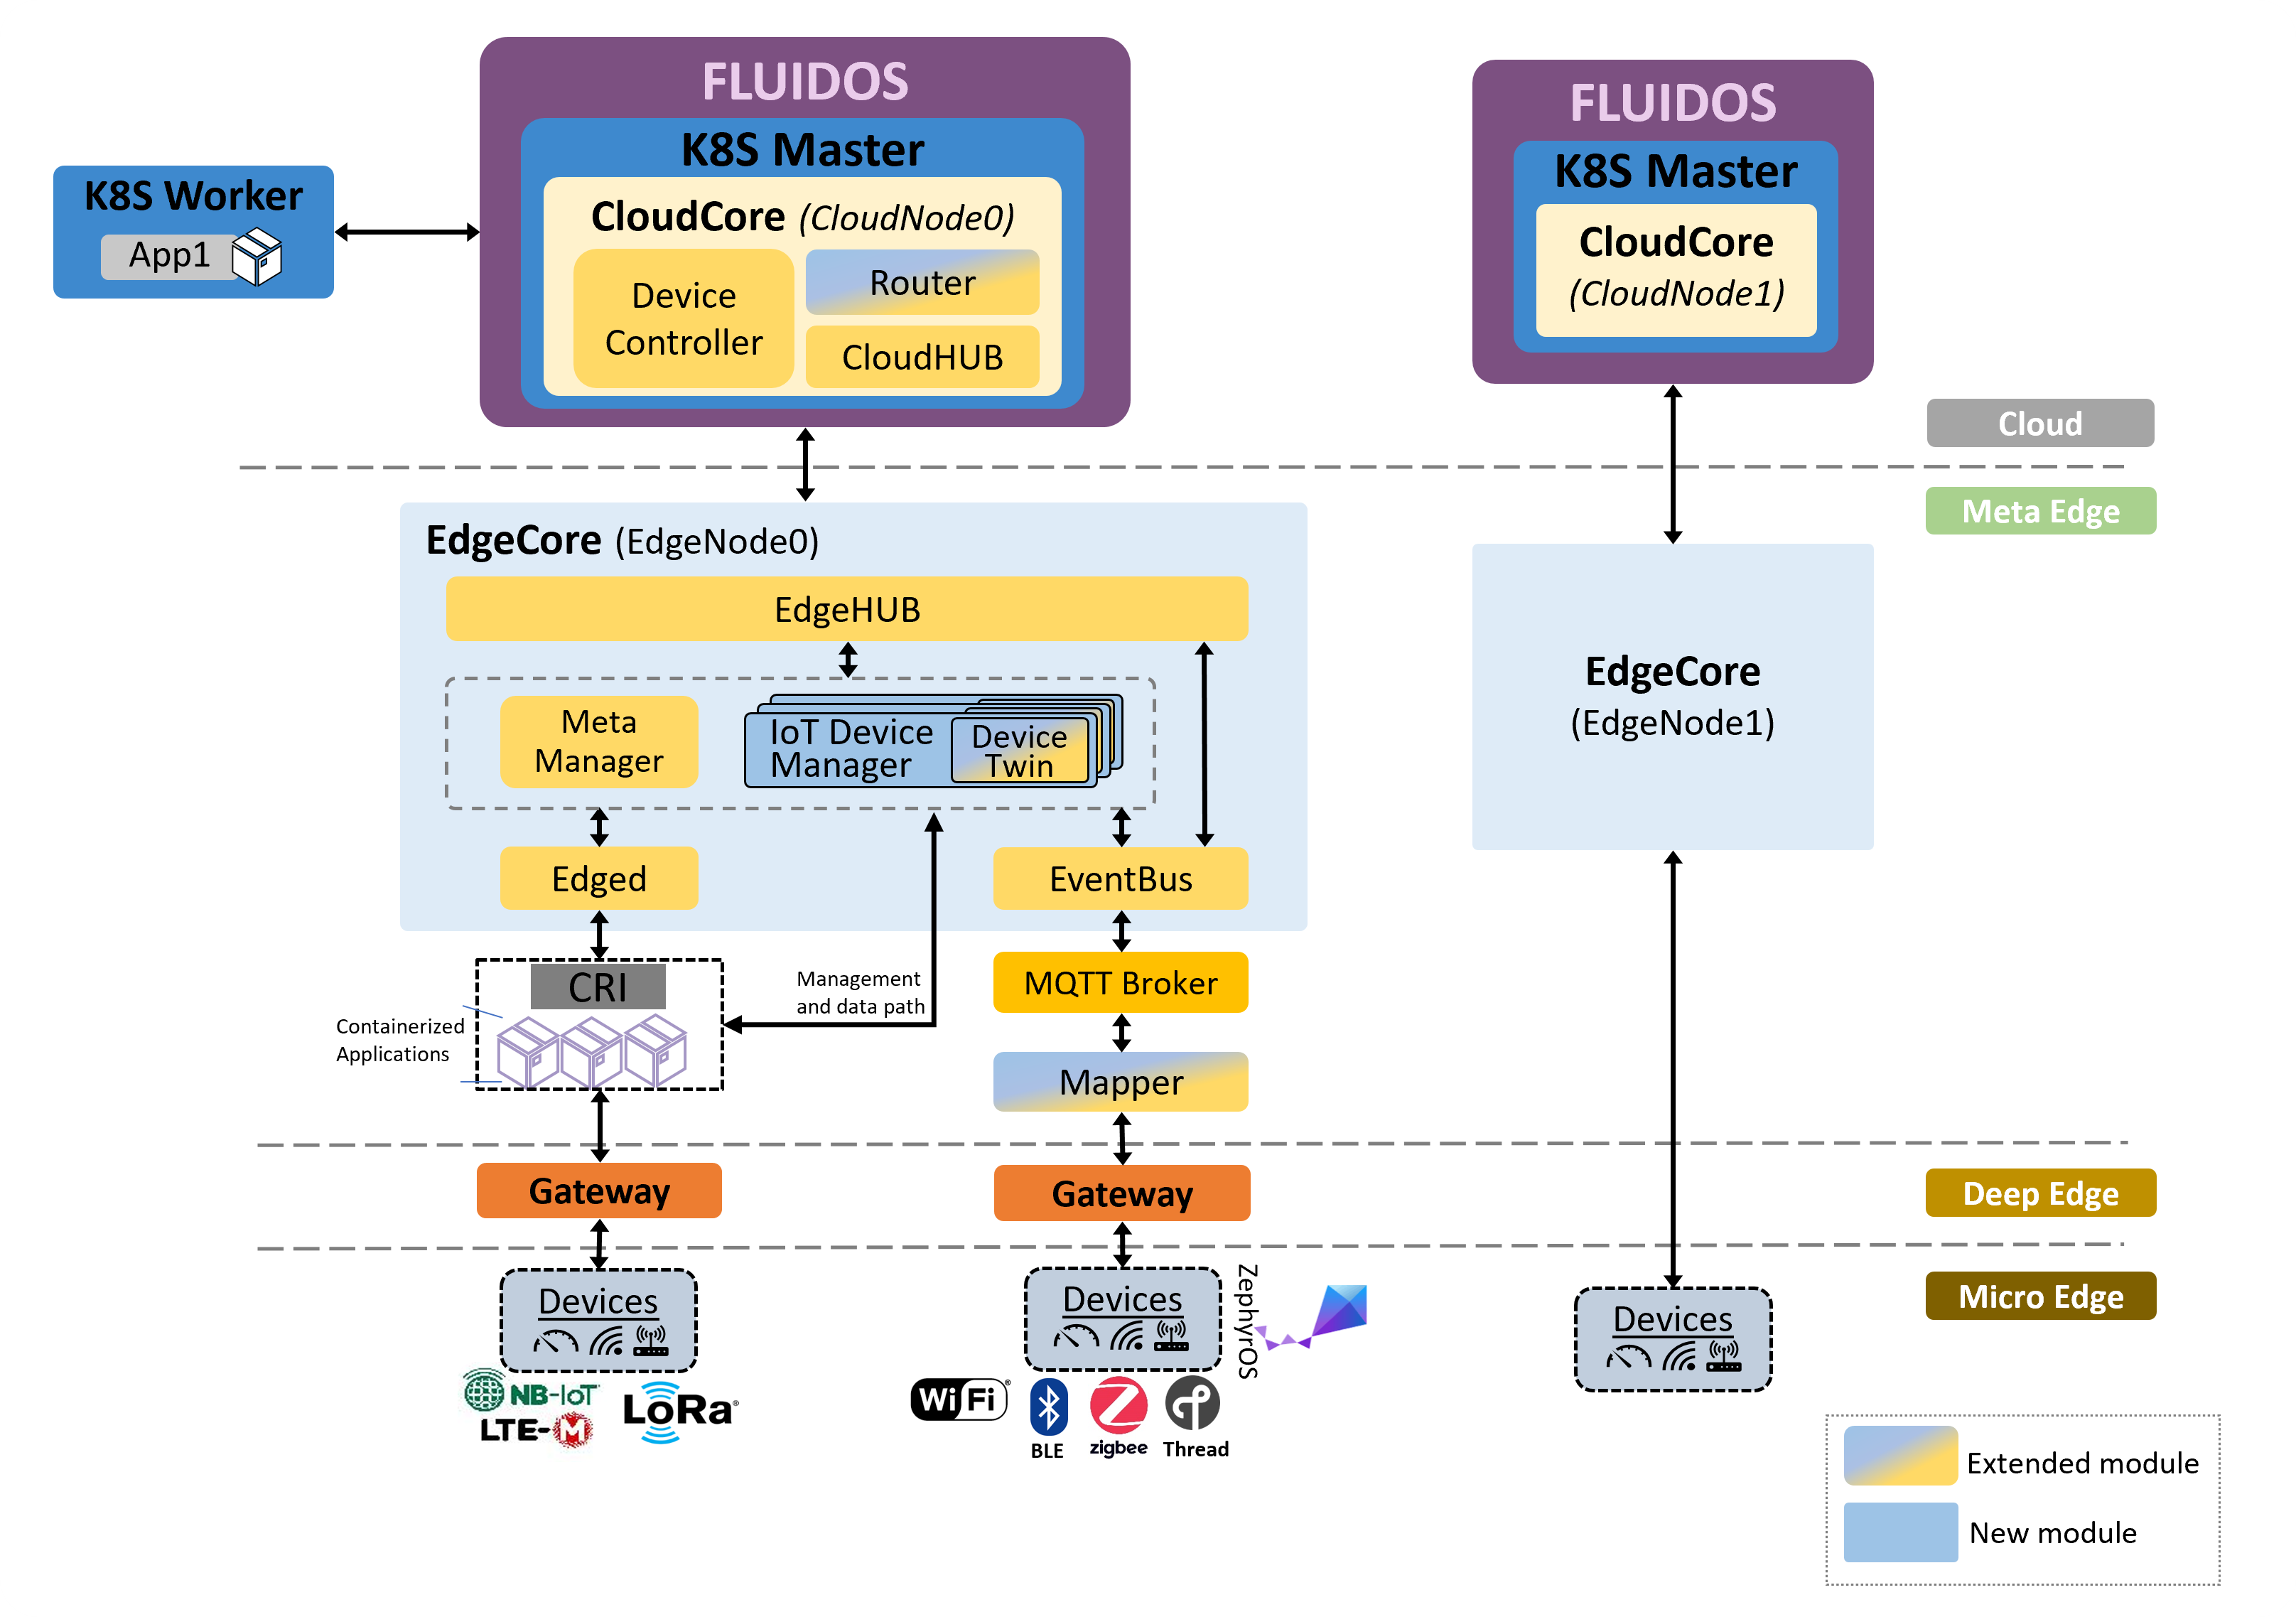 FLUIDOS
K8S Master
CloudCore (CloudNode0)
Device
Controller
Router
CloudHUB
K8S Worker
App1
FLUIDOS
K8S Master
CloudCore
(CloudNode1)
Cloud
Meta Edge
EdgeCore (EdgeNode0)
EdgeHUB
Meta
Manager
IoT Device
Manager
Device
Twin
Edged
EventBus
EdgeCore
(EdgeNode1)
CRI
Containerized
Applications
Management
and data path
MQTT Broker
Mapper
Gateway
Gateway
Deep Edge
Devices
Devices
ZephyrOS
Devices
Micro Edge
NB-IoT
LTE-M
LoRa®
WiFi®
BLE
zigbee
Thread
Extended module
New module